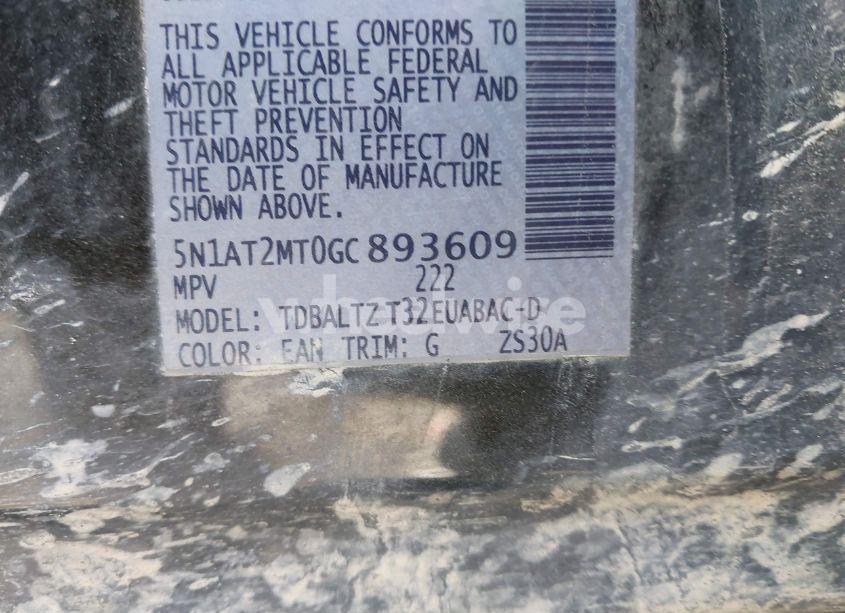 THIS VEHICLE CONFORMS TO
ALL APPLICABLE FEDERAL
MOTOR VEHICLE SAFETY AND
THEFT PREVENTION
STANDARDS IN EFFECT ON
THE DATE OF MANUFACTURE
SHOWN ABOVE.
5N1AT2MT0GC893609
MPV 222
MODEL: TDBALTZ T32EUABAC-D
COLOR: EAN TRIM: G ZS30A